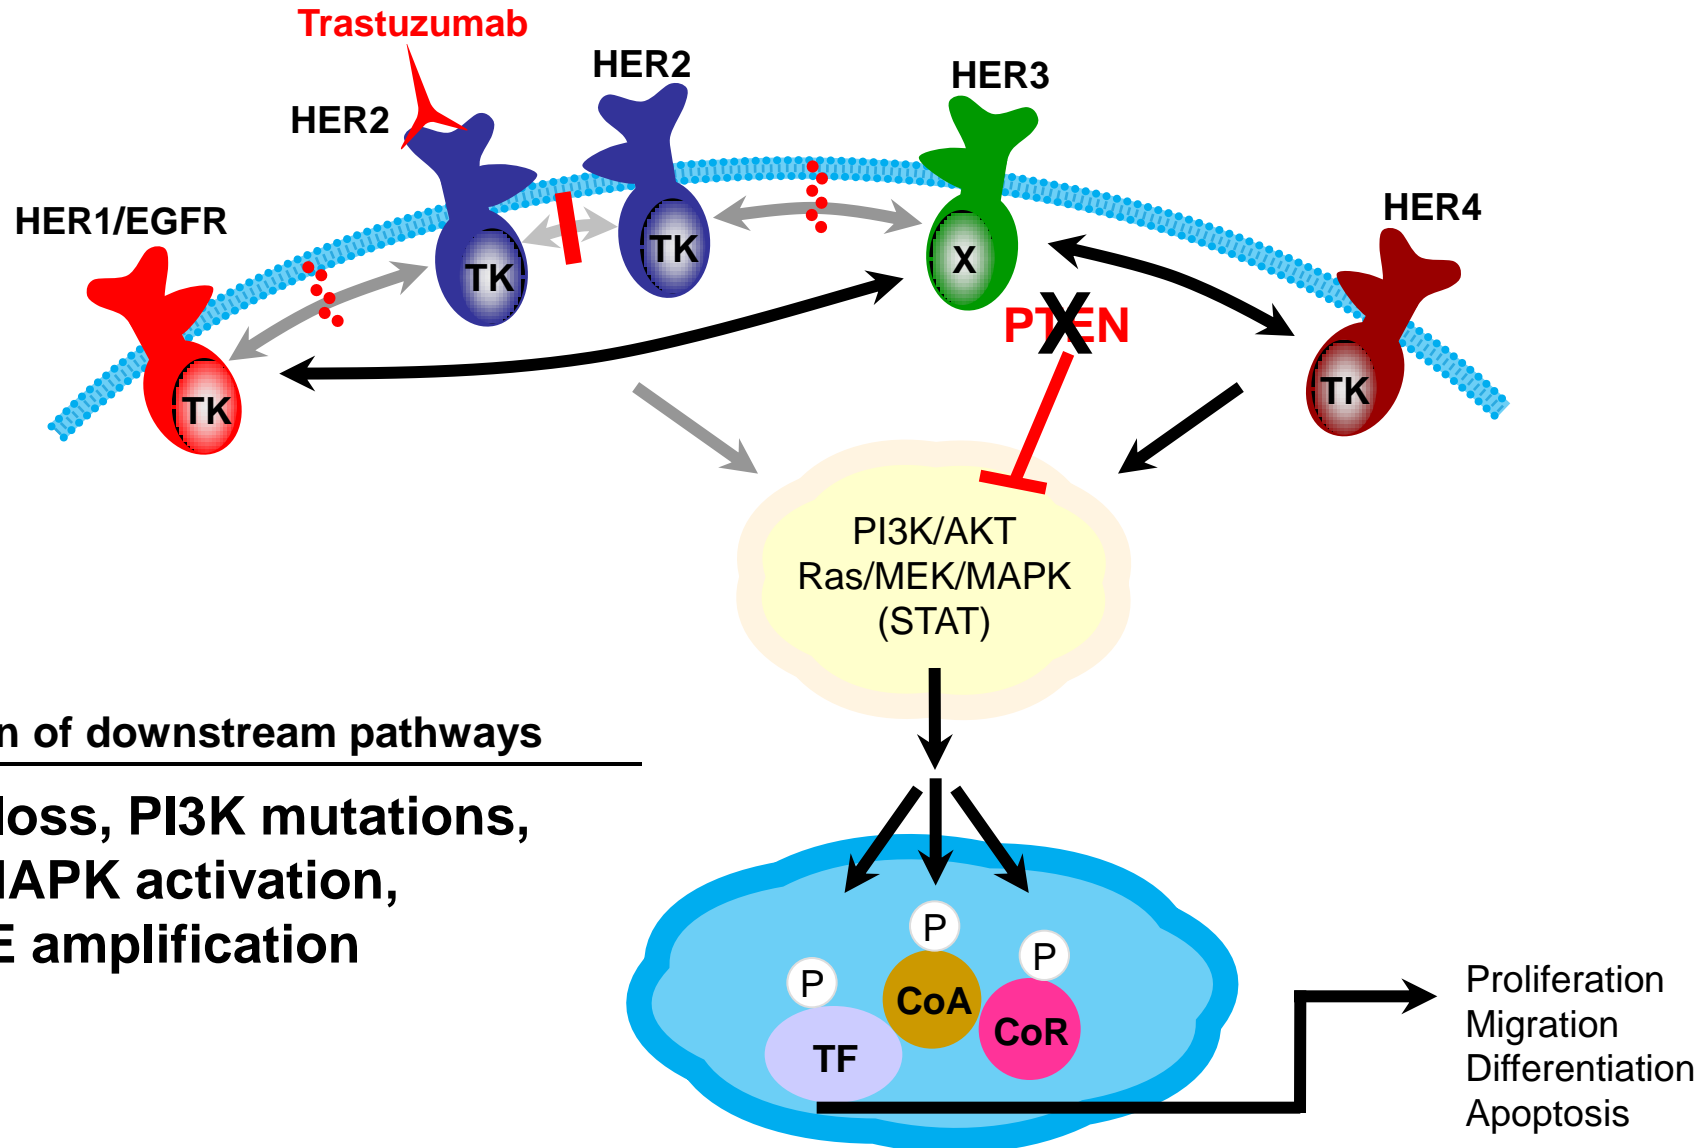 Trastuzumab
HER2
HER2
HER3
HER1/EGFR
HER4
TK
TK
X
TK
TK
PTEN
X
PI3K/AKT
Ras/MEK/MAPK
(STAT)
n of downstream pathways
loss, PI3K mutations,
APK activation,
E amplification
P
P
P
CoA
CoR
TF
Proliferation
Migration
Differentiation
Apoptosis